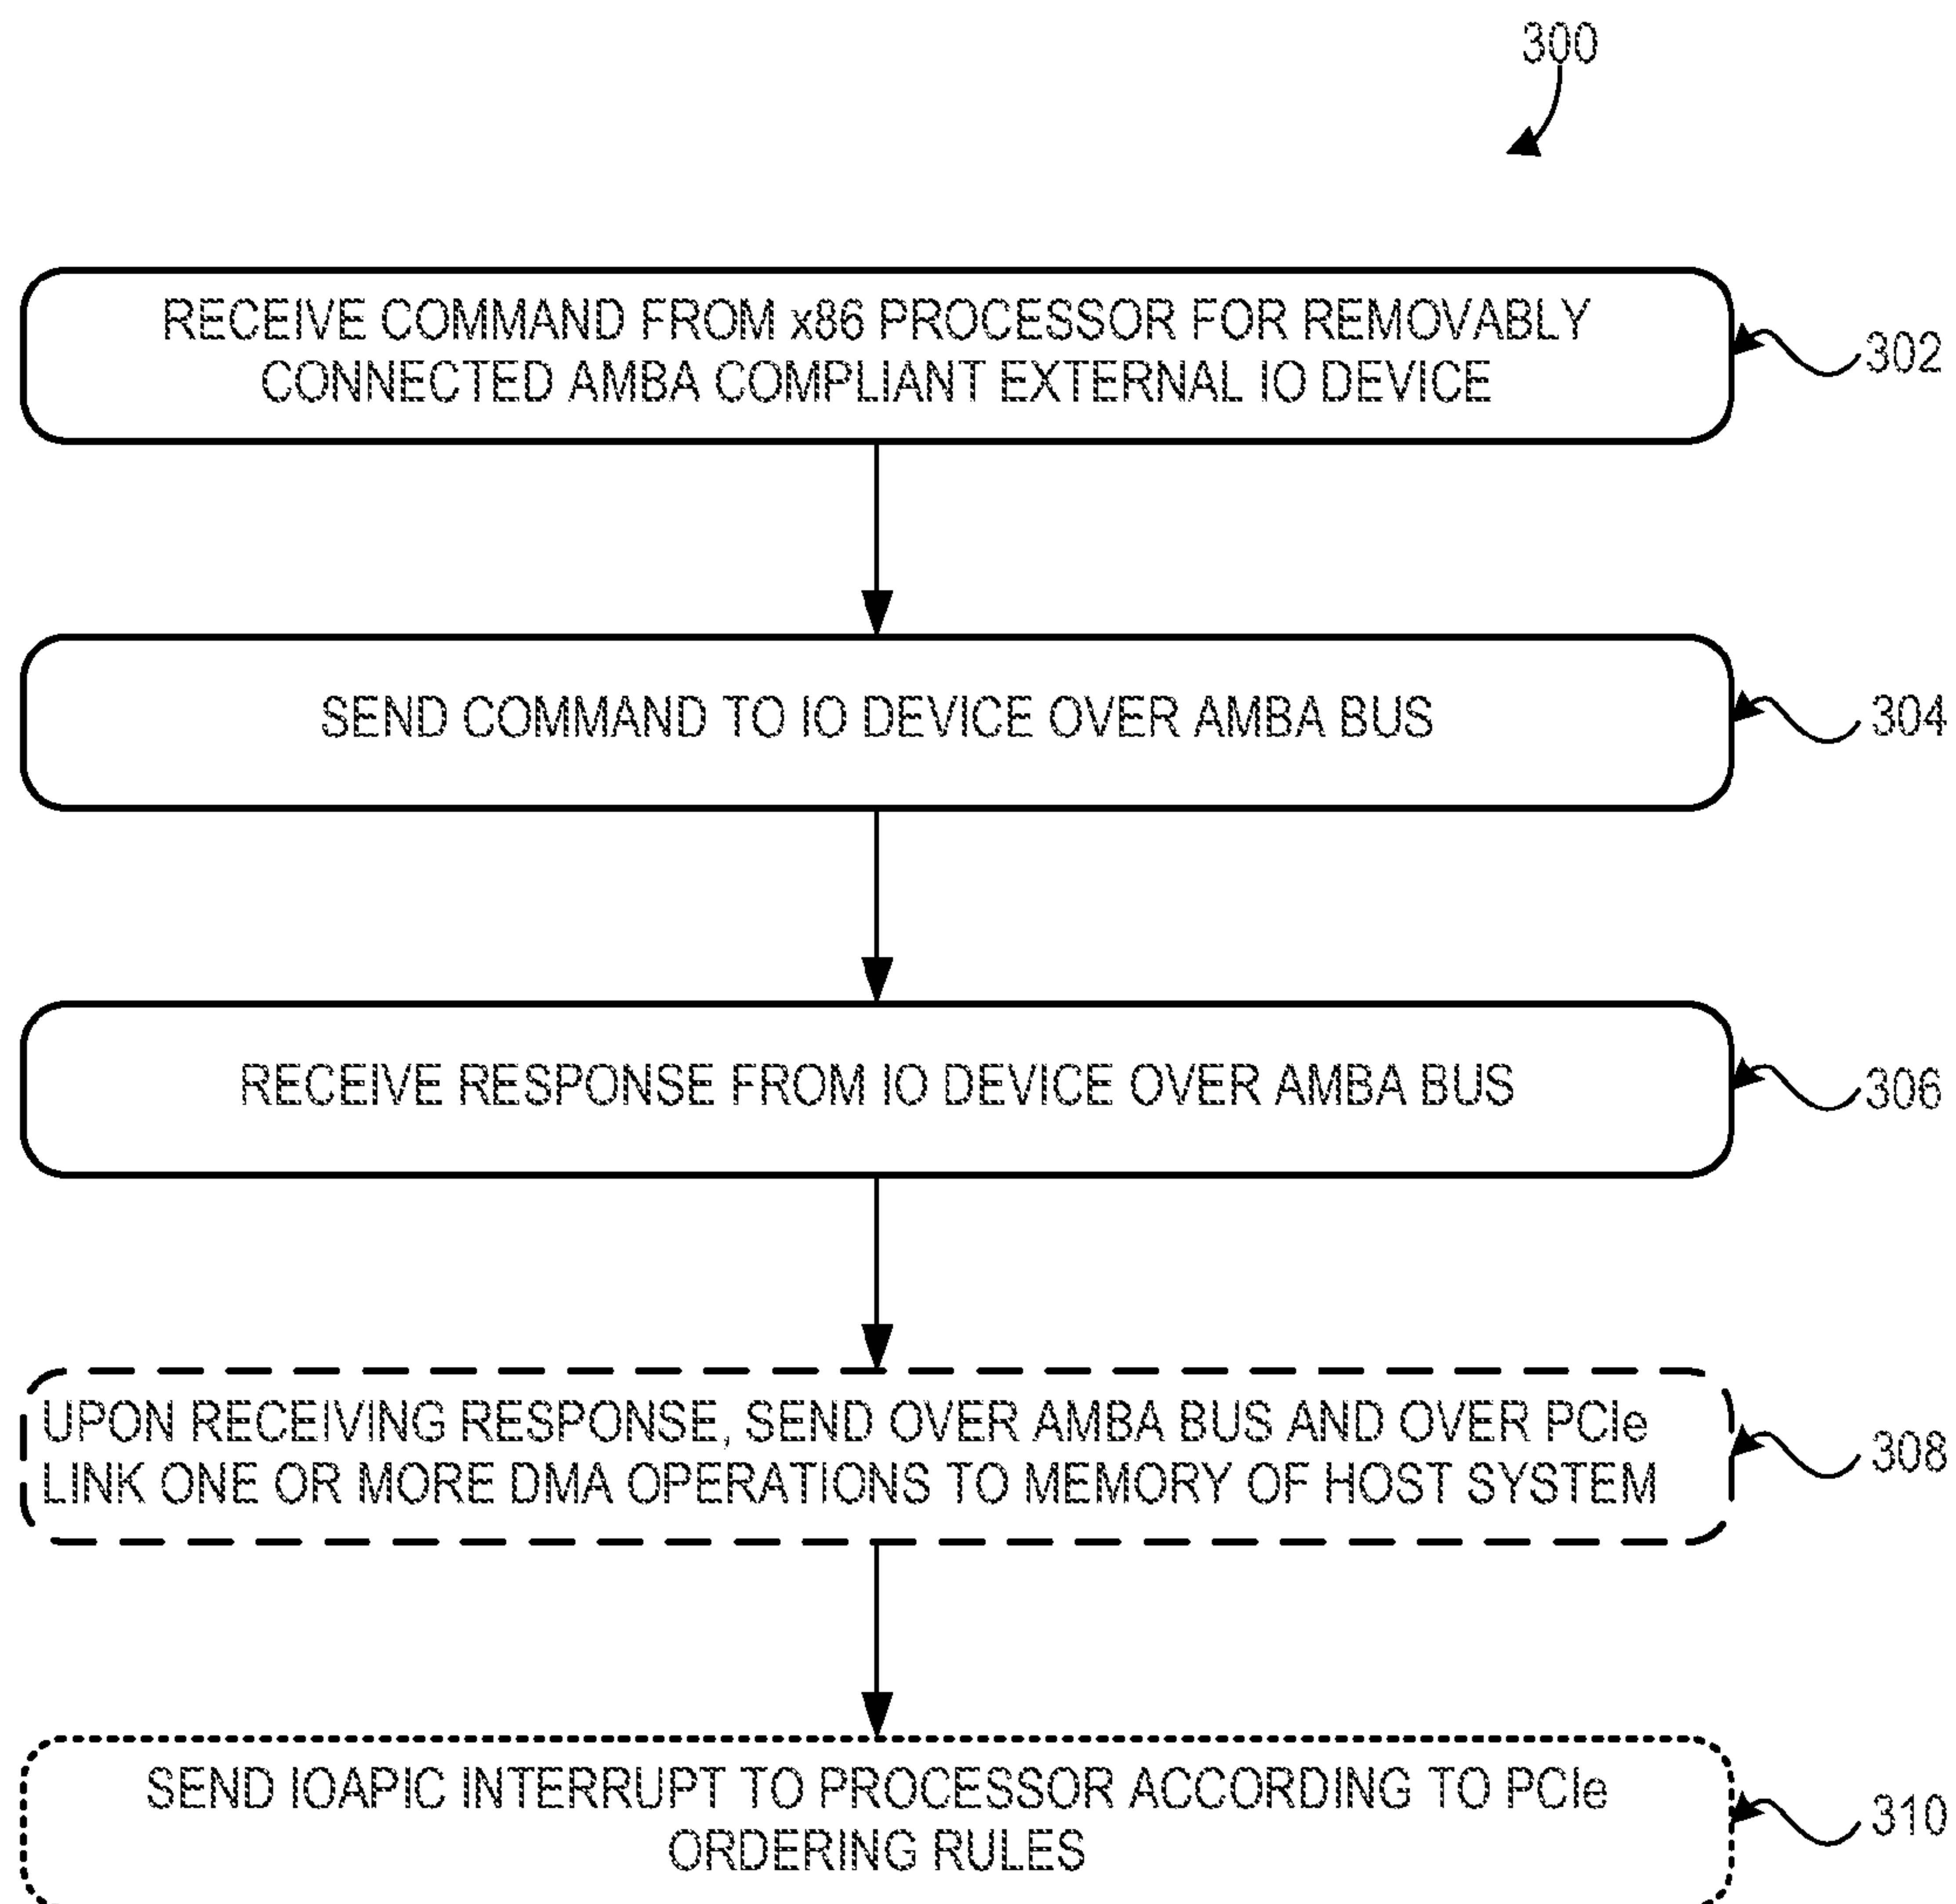 300
RECEIVE COMMAND FROM x86 PROCESSOR FOR REMOVABLY
CONNECTED AMBA COMPLIANT EXTERNAL IO DEVICE
302
SEND COMMAND TO IO DEVICE OVER AMBA BUS
304
RECEIVE RESPONSE FROM IO DEVICE OVER AMBA BUS
306
UPON RECEIVING RESPONSE, SEND OVER AMBA BUS AND OVER PCIe
LINK ONE OR MORE DMA OPERATIONS TO MEMORY OF HOST SYSTEM
308
SEND IOAPIC INTERRUPT TO PROCESSOR ACCORDING TO PCIe
ORDERING RULES
310